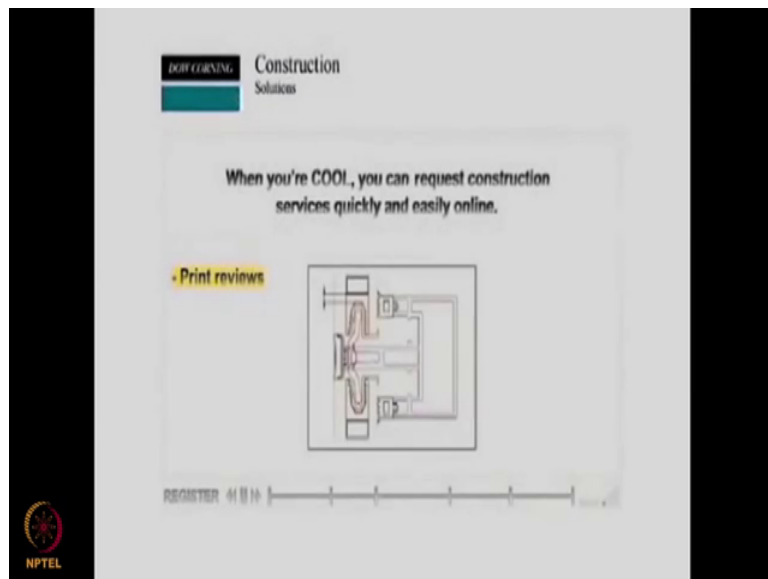 DOW CORNING
Construction
Solutions
When you're COOL, you can request construction
services quickly and easily online.
- Print reviews
REGISTER
NPTEL